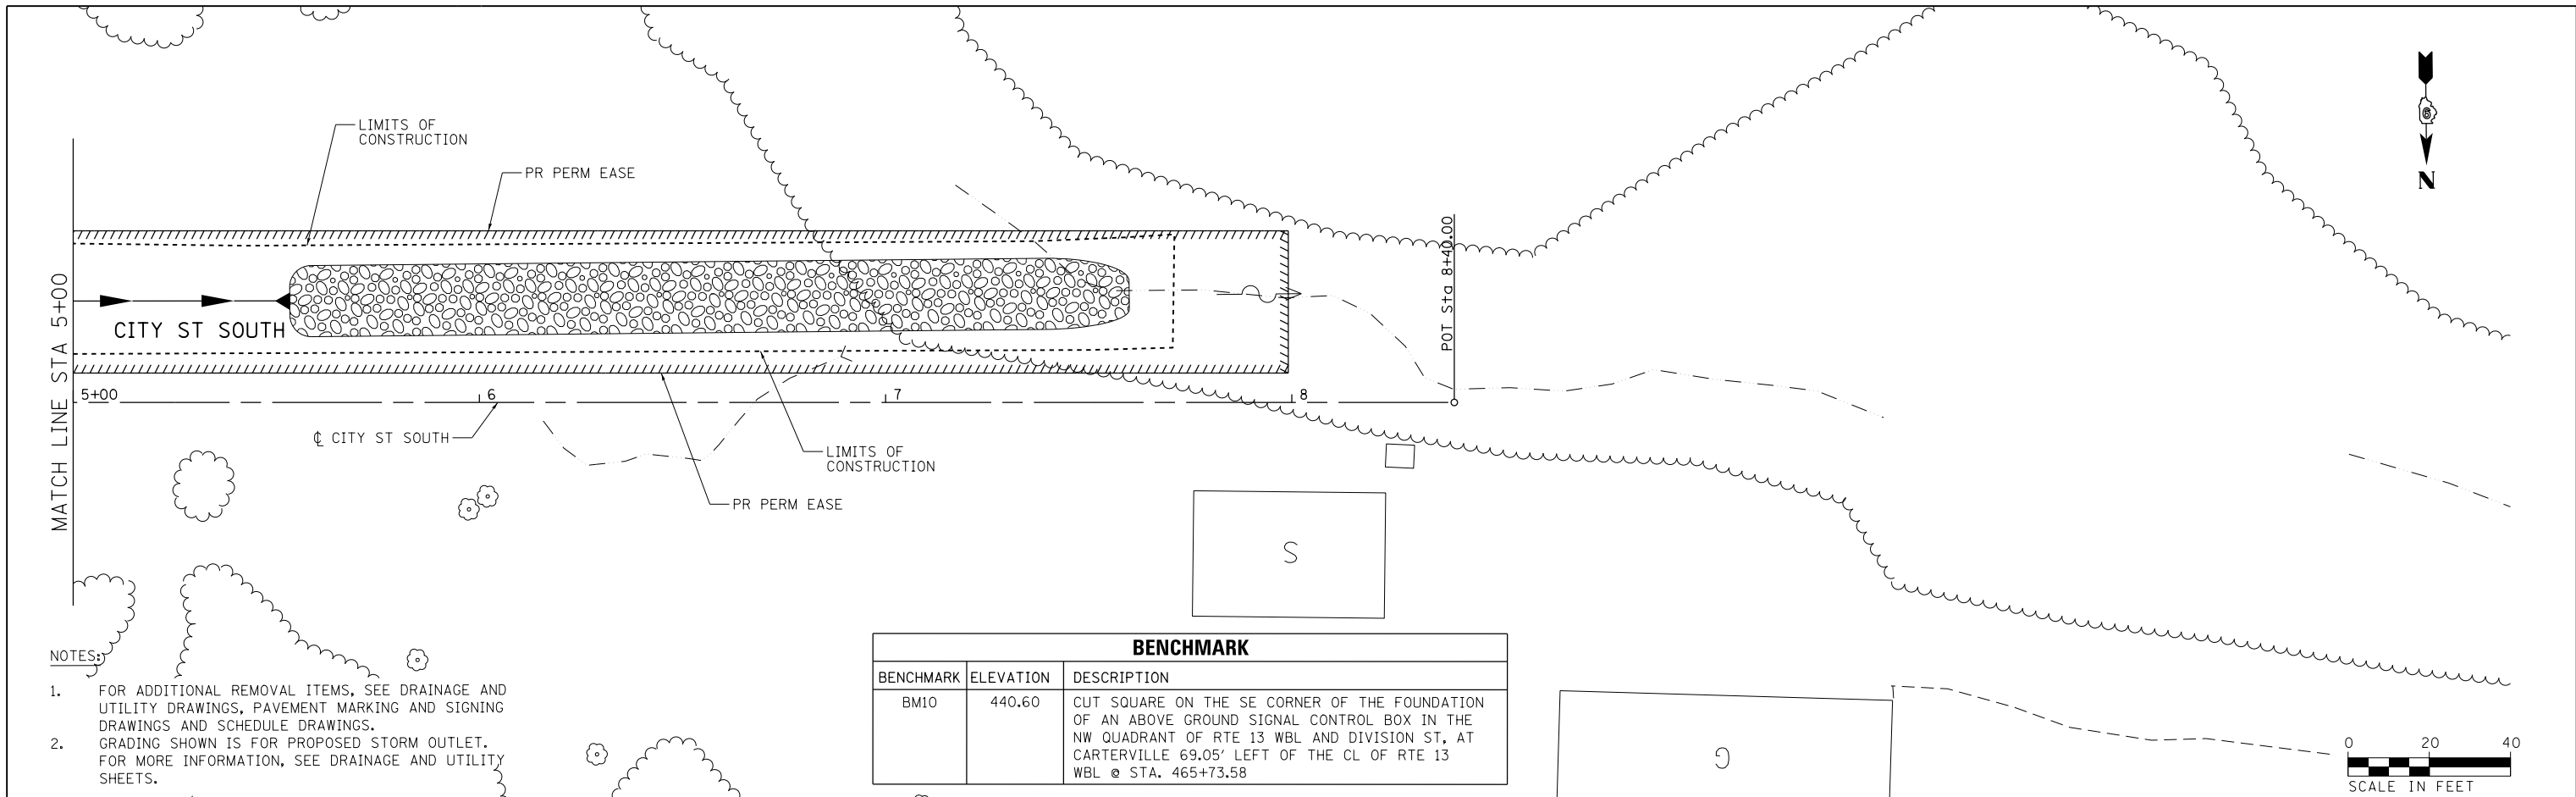 LIMITS OF
CONSTRUCTION
PR PERM EASE
N
MATCH LINE STA 5+00
CITY ST SOUTH
POT Sta 8+40.00
5+00
6
7
8
℄ CITY ST SOUTH
LIMITS OF
CONSTRUCTION
PR PERM EASE
S
G
NOTES:
1. FOR ADDITIONAL REMOVAL ITEMS, SEE DRAINAGE AND
UTILITY DRAWINGS, PAVEMENT MARKING AND SIGNING
DRAWINGS AND SCHEDULE DRAWINGS.
2. GRADING SHOWN IS FOR PROPOSED STORM OUTLET.
FOR MORE INFORMATION, SEE DRAINAGE AND UTILITY
SHEETS.
BENCHMARK
BENCHMARK ELEVATION DESCRIPTION
BM10 440.60 CUT SQUARE ON THE SE CORNER OF THE FOUNDATION
OF AN ABOVE GROUND SIGNAL CONTROL BOX IN THE
NW QUADRANT OF RTE 13 WBL AND DIVISION ST, AT
CARTERVILLE 69.05' LEFT OF THE CL OF RTE 13
WBL @ STA. 465+73.58
0 20 40
SCALE IN FEET